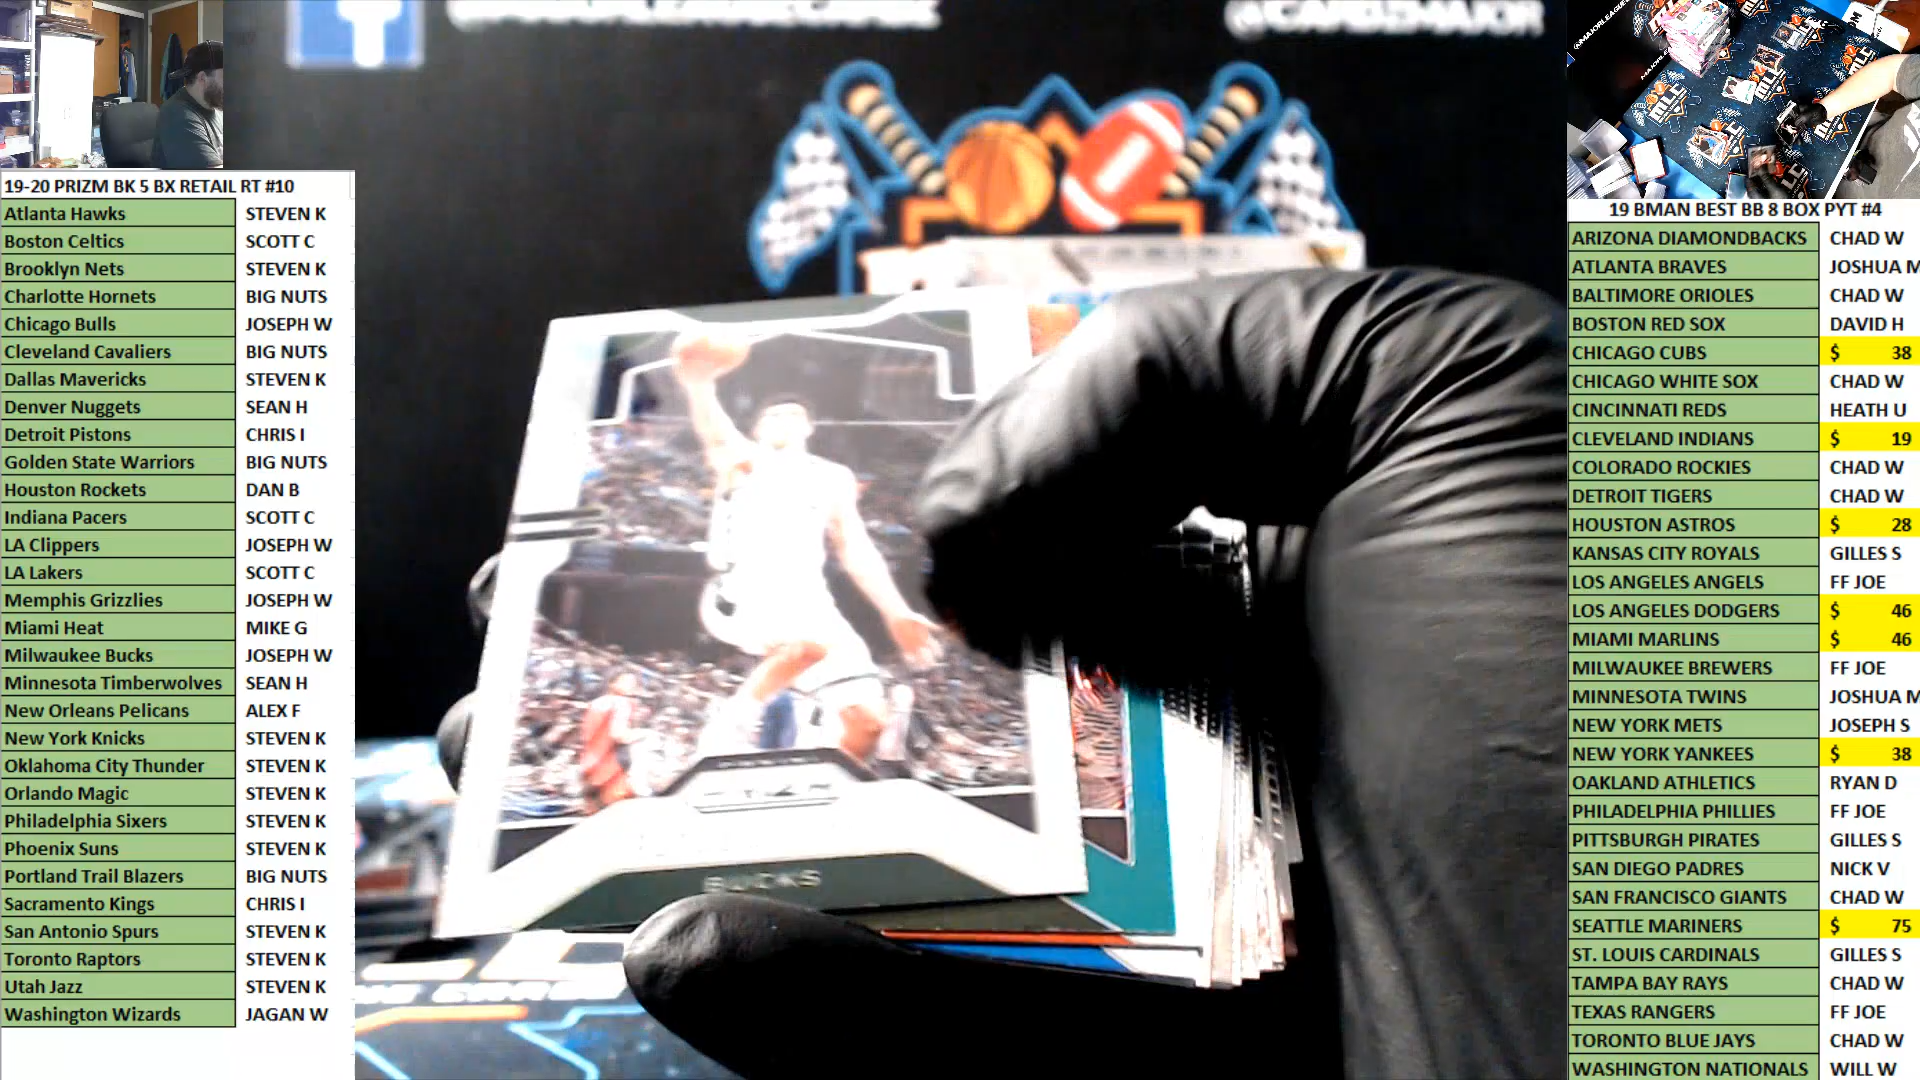 @CARDZMAJOR
PANINI
19-20 PRIZM BK 5 BX RETAIL RT #10
Atlanta Hawks STEVEN K
Boston Celtics SCOTT C
Brooklyn Nets STEVEN K
Charlotte Hornets BIG NUTS
Chicago Bulls JOSEPH W
Cleveland Cavaliers BIG NUTS
Dallas Mavericks STEVEN K
Denver Nuggets SEAN H
Detroit Pistons CHRIS I
Golden State Warriors BIG NUTS
Houston Rockets DAN B
Indiana Pacers SCOTT C
LA Clippers JOSEPH W
LA Lakers SCOTT C
Memphis Grizzlies JOSEPH W
Miami Heat MIKE G
Milwaukee Bucks JOSEPH W
Minnesota Timberwolves SEAN H
New Orleans Pelicans ALEX F
New York Knicks STEVEN K
Oklahoma City Thunder STEVEN K
Orlando Magic STEVEN K
Philadelphia Sixers STEVEN K
Phoenix Suns STEVEN K
Portland Trail Blazers BIG NUTS
Sacramento Kings CHRIS I
San Antonio Spurs STEVEN K
Toronto Raptors STEVEN K
Utah Jazz STEVEN K
Washington Wizards JAGAN W
PRIZM
BUCKS
MLC
19 BMAN BEST BB 8 BOX PYT #4
ARIZONA DIAMONDBACKS CHAD W
ATLANTA BRAVES JOSHUA M
BALTIMORE ORIOLES CHAD W
BOSTON RED SOX DAVID H
CHICAGO CUBS $ 38
CHICAGO WHITE SOX CHAD W
CINCINNATI REDS HEATH U
CLEVELAND INDIANS $ 19
COLORADO ROCKIES CHAD W
DETROIT TIGERS CHAD W
HOUSTON ASTROS $ 28
KANSAS CITY ROYALS GILLES S
LOS ANGELES ANGELS FF JOE
LOS ANGELES DODGERS $ 46
MIAMI MARLINS $ 46
MILWAUKEE BREWERS FF JOE
MINNESOTA TWINS JOSHUA M
NEW YORK METS JOSEPH S
NEW YORK YANKEES $ 38
OAKLAND ATHLETICS RYAN D
PHILADELPHIA PHILLIES FF JOE
PITTSBURGH PIRATES GILLES S
SAN DIEGO PADRES NICK V
SAN FRANCISCO GIANTS CHAD W
SEATTLE MARINERS $ 75
ST. LOUIS CARDINALS GILLES S
TAMPA BAY RAYS CHAD W
TEXAS RANGERS FF JOE
TORONTO BLUE JAYS CHAD W
WASHINGTON NATIONALS WILL W